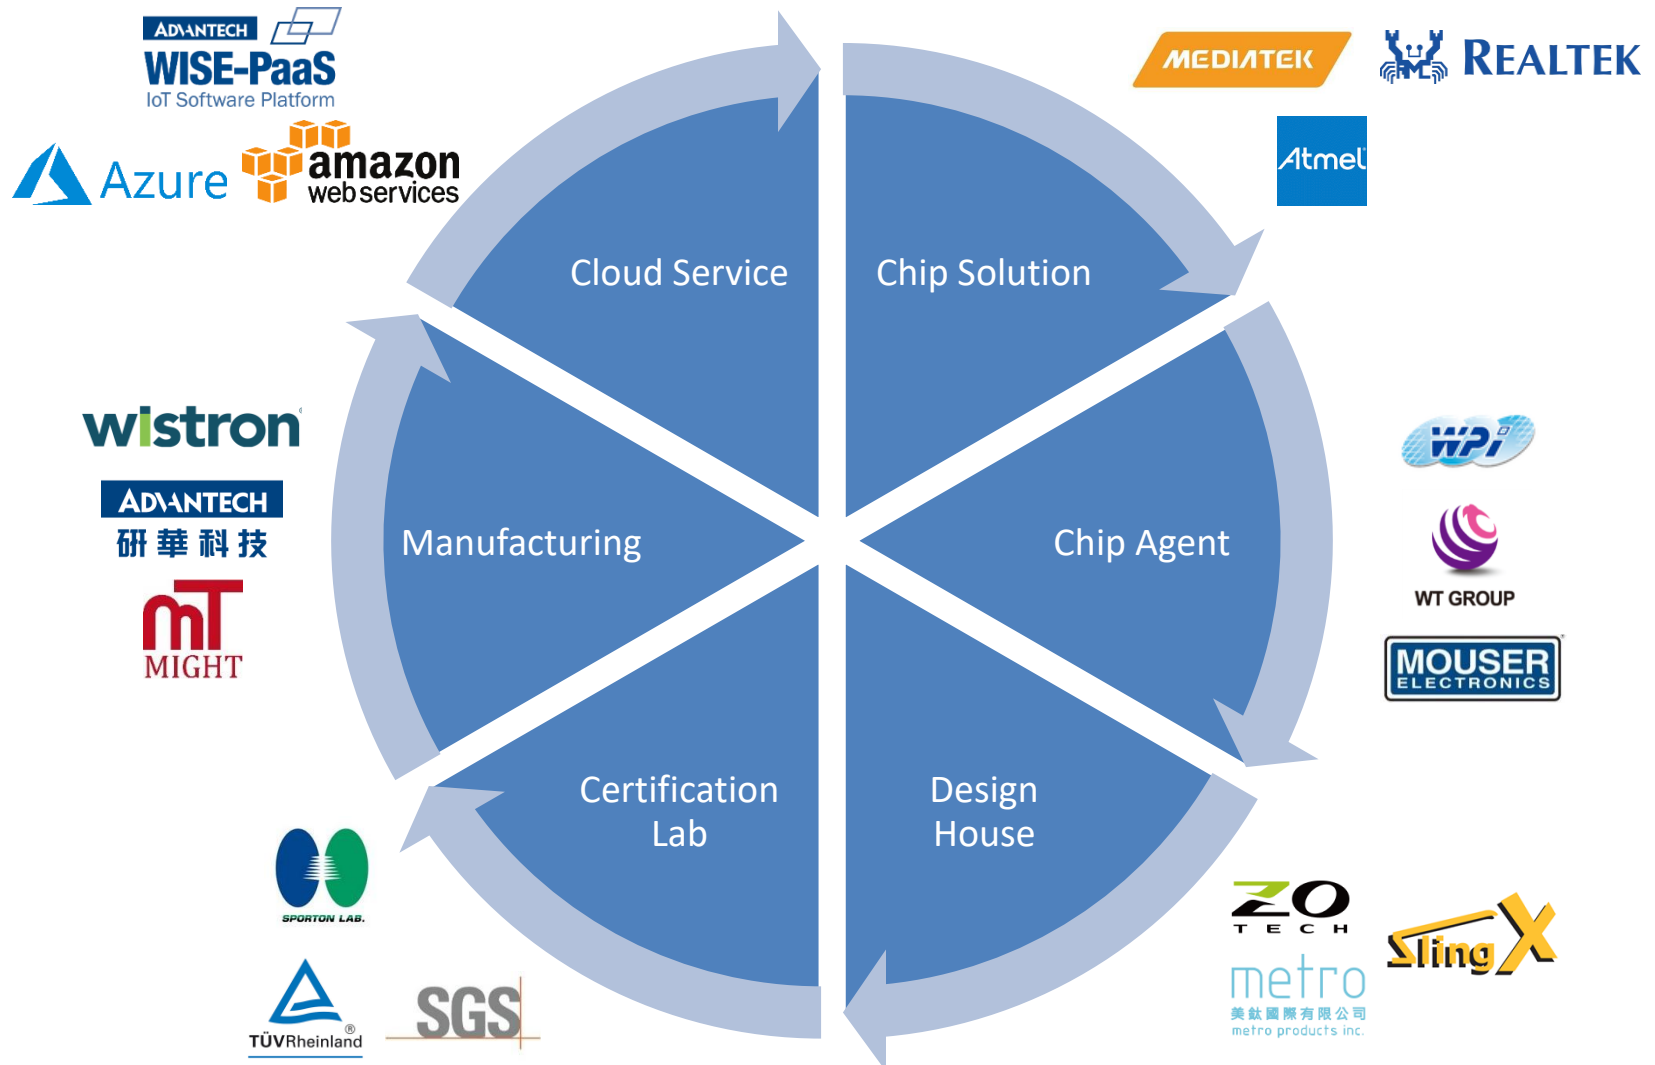 ADVANTECH
WISE-PaaS
IoT Software Platform
Azure
amazon
web services
MEDIATEK
REALTEK
Atmel
Cloud Service
Chip Solution
wistron
ADVANTECH
研華科技
mT
MIGHT
Manufacturing
Chip Agent
WPi
WT GROUP
MOUSER
ELECTRONICS
Certification
Lab
Design
House
SPORTON LAB.
TÜVRheinland®
SGS
ZO
TECH
SlingX
metro
美鈦國際有限公司
metro products inc.